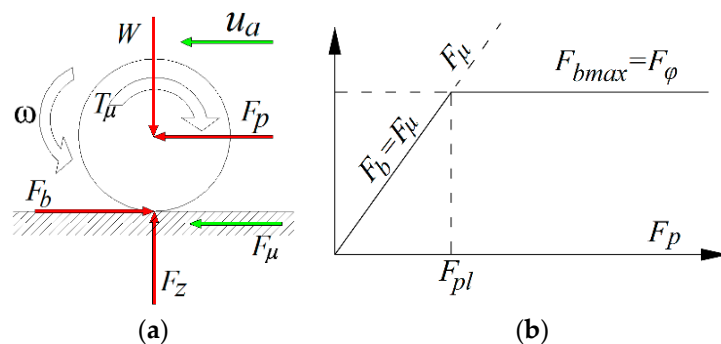 W
u_a
ω
T_μ
F_p
F_b
F_μ
F_z
(a)
F_μ
F_bmax=F_φ
F_b=F_μ
F_p
F_pl
(b)